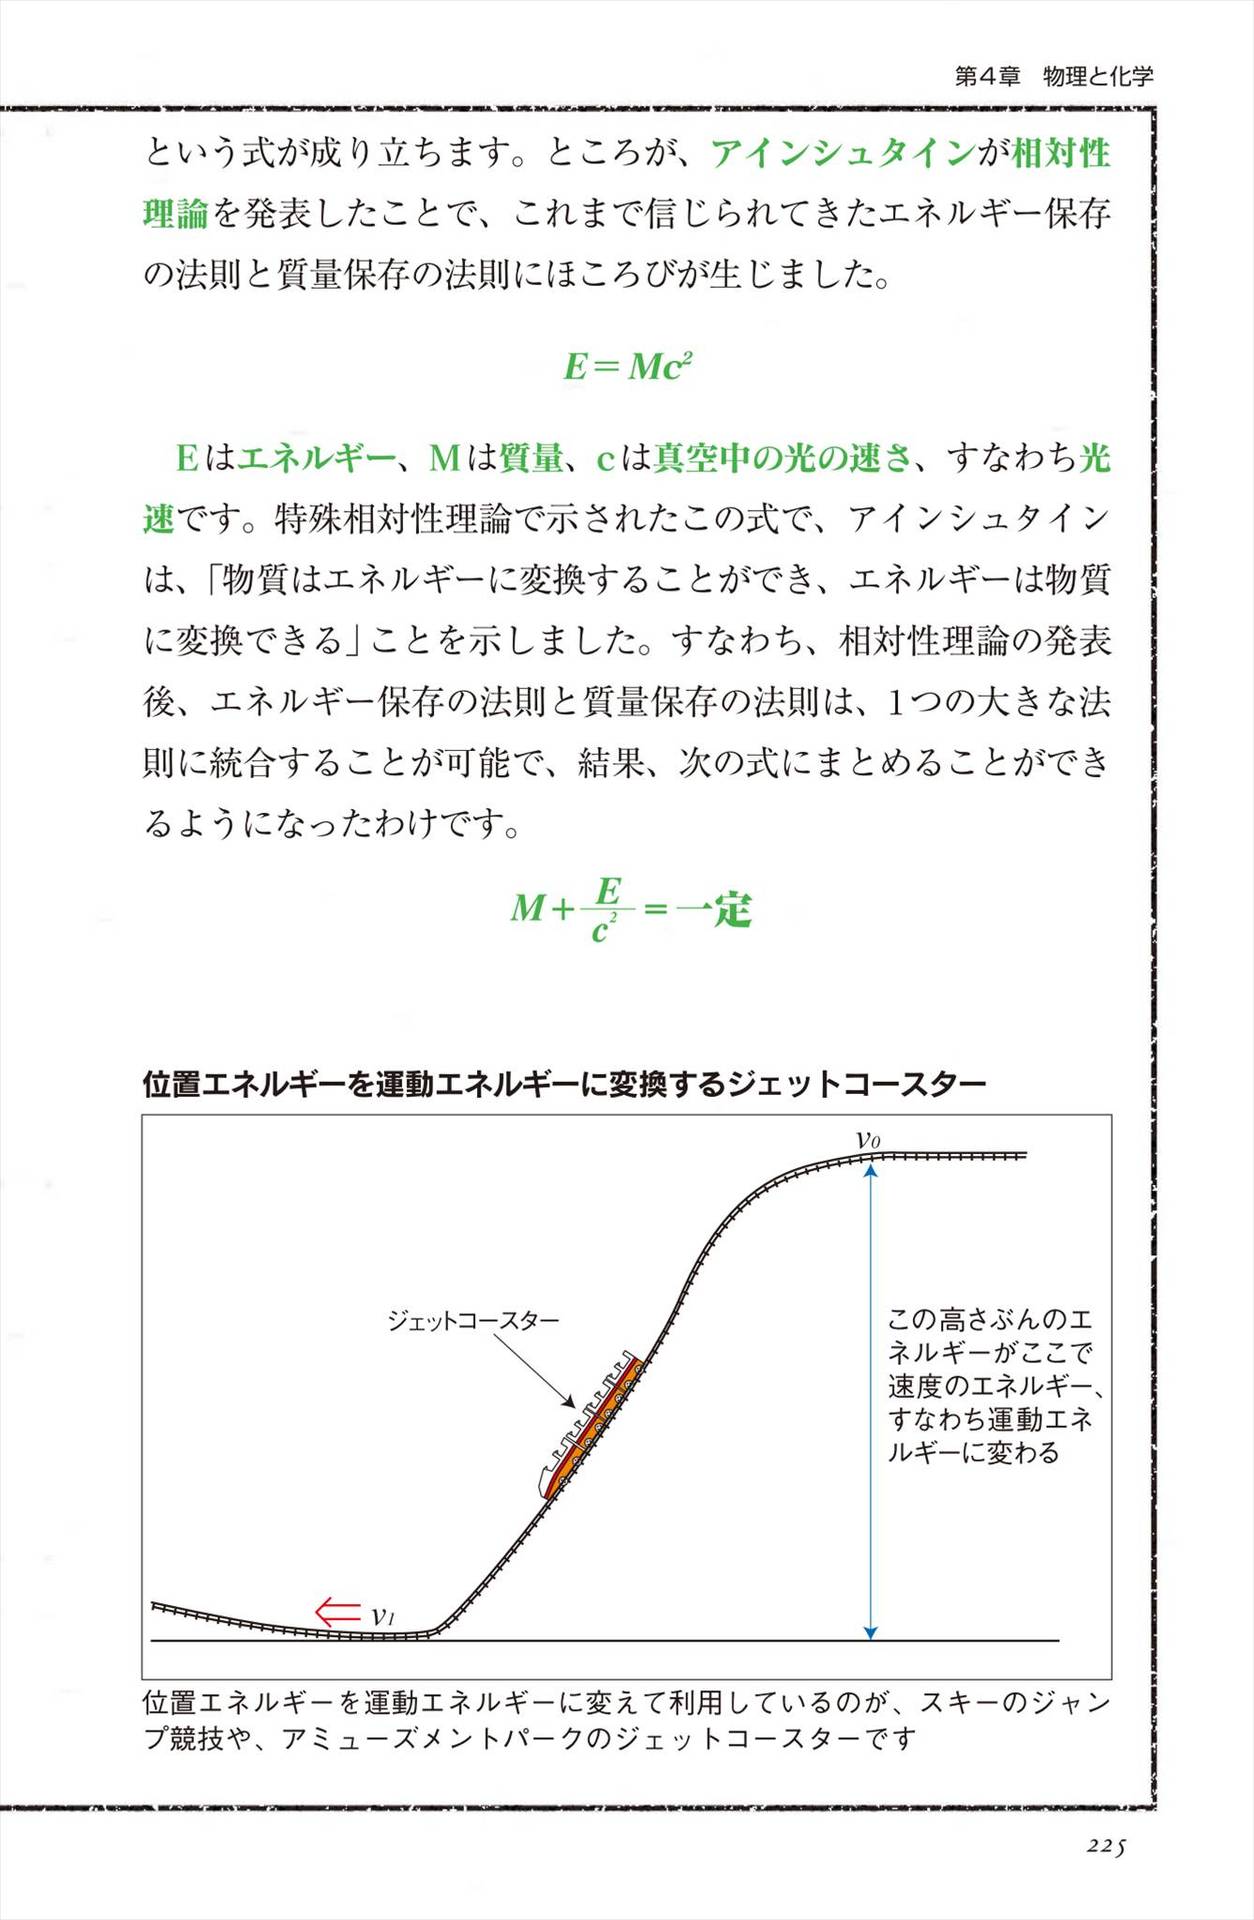 第4章　物理と化学
という式が成り立ちます。ところが、アインシュタインが相対性
理論を発表したことで、これまで信じられてきたエネルギー保存
の法則と質量保存の法則にほころびが生じました。
E＝Mc²
　Eはエネルギー、Mは質量、cは真空中の光の速さ、すなわち光
速です。特殊相対性理論で示されたこの式で、アインシュタイン
は、「物質はエネルギーに変換することができ、エネルギーは物質
に変換できる」ことを示しました。すなわち、相対性理論の発表
後、エネルギー保存の法則と質量保存の法則は、1つの大きな法
則に統合することが可能で、結果、次の式にまとめることができ
るようになったわけです。
M＋E/c²＝一定
位置エネルギーを運動エネルギーに変換するジェットコースター
v0
ジェットコースター
この高さぶんのエ
ネルギーがここで
速度のエネルギー、
すなわち運動エネ
ルギーに変わる
v1
位置エネルギーを運動エネルギーに変えて利用しているのが、スキーのジャン
プ競技や、アミューズメントパークのジェットコースターです
225